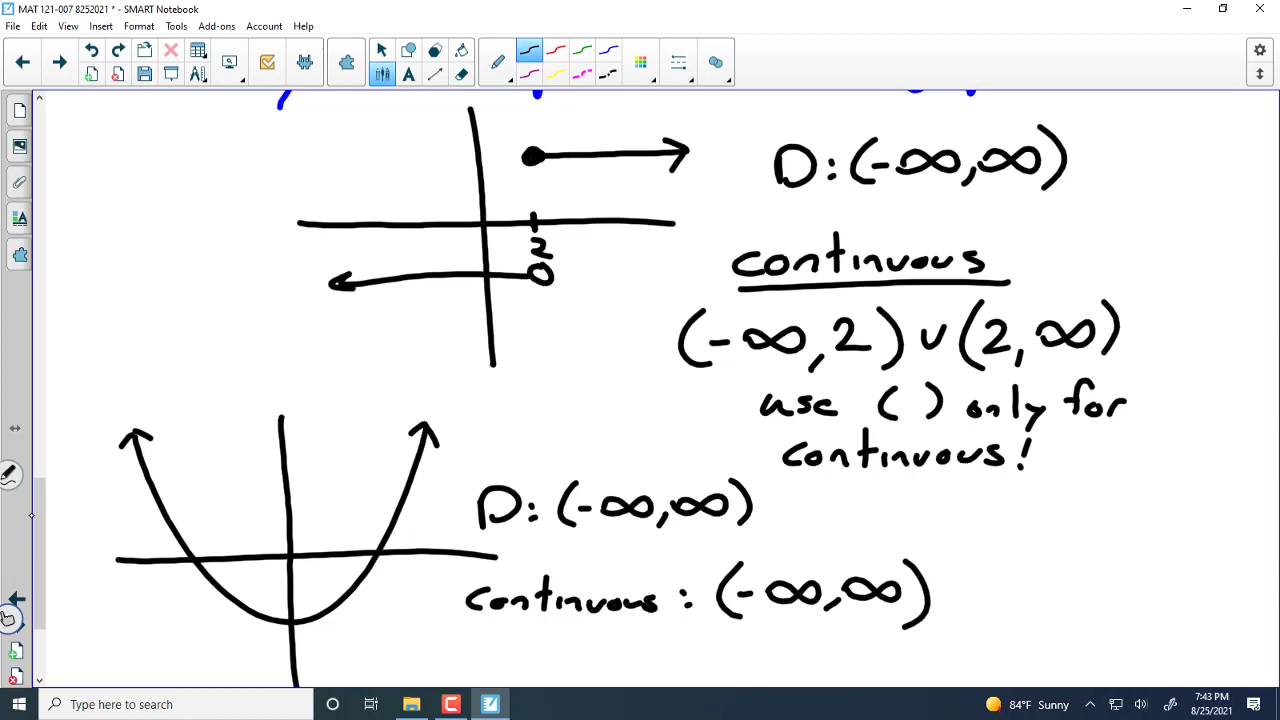 MAT 121-007 8252021 * - SMART Notebook
File Edit View Insert Format Tools Add-ons Account Help
D: (-∞,∞)
2
continuous
(-∞,2)∪(2,∞)
use ( ) only for
continuous!
D: (-∞,∞)
continuous : (-∞,∞)
Type here to search
84°F Sunny
7:43 PM
8/25/2021